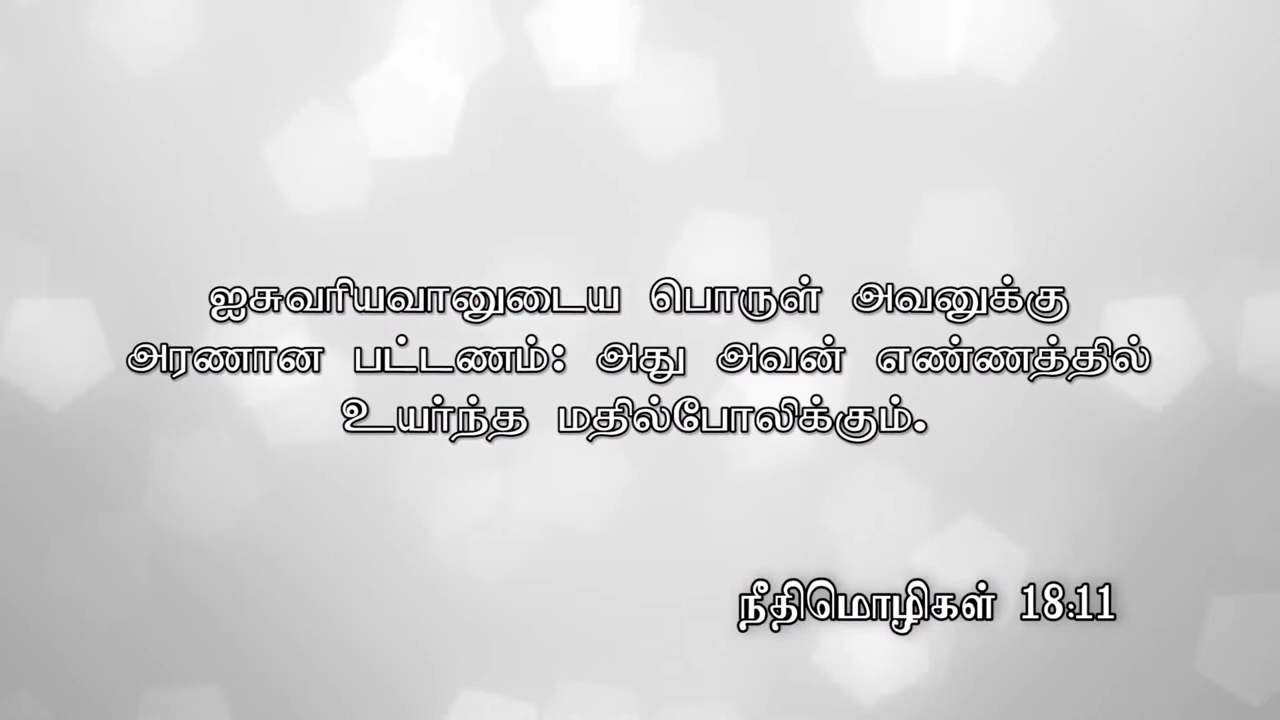 ஐசுவரியவானுடைய பொருள் அவனுக்கு
அரணான பட்டணம்: அது அவன் எண்ணத்தில்
உயர்ந்த மதில்போலிக்கும்.
நீதிமொழிகள் 18:11